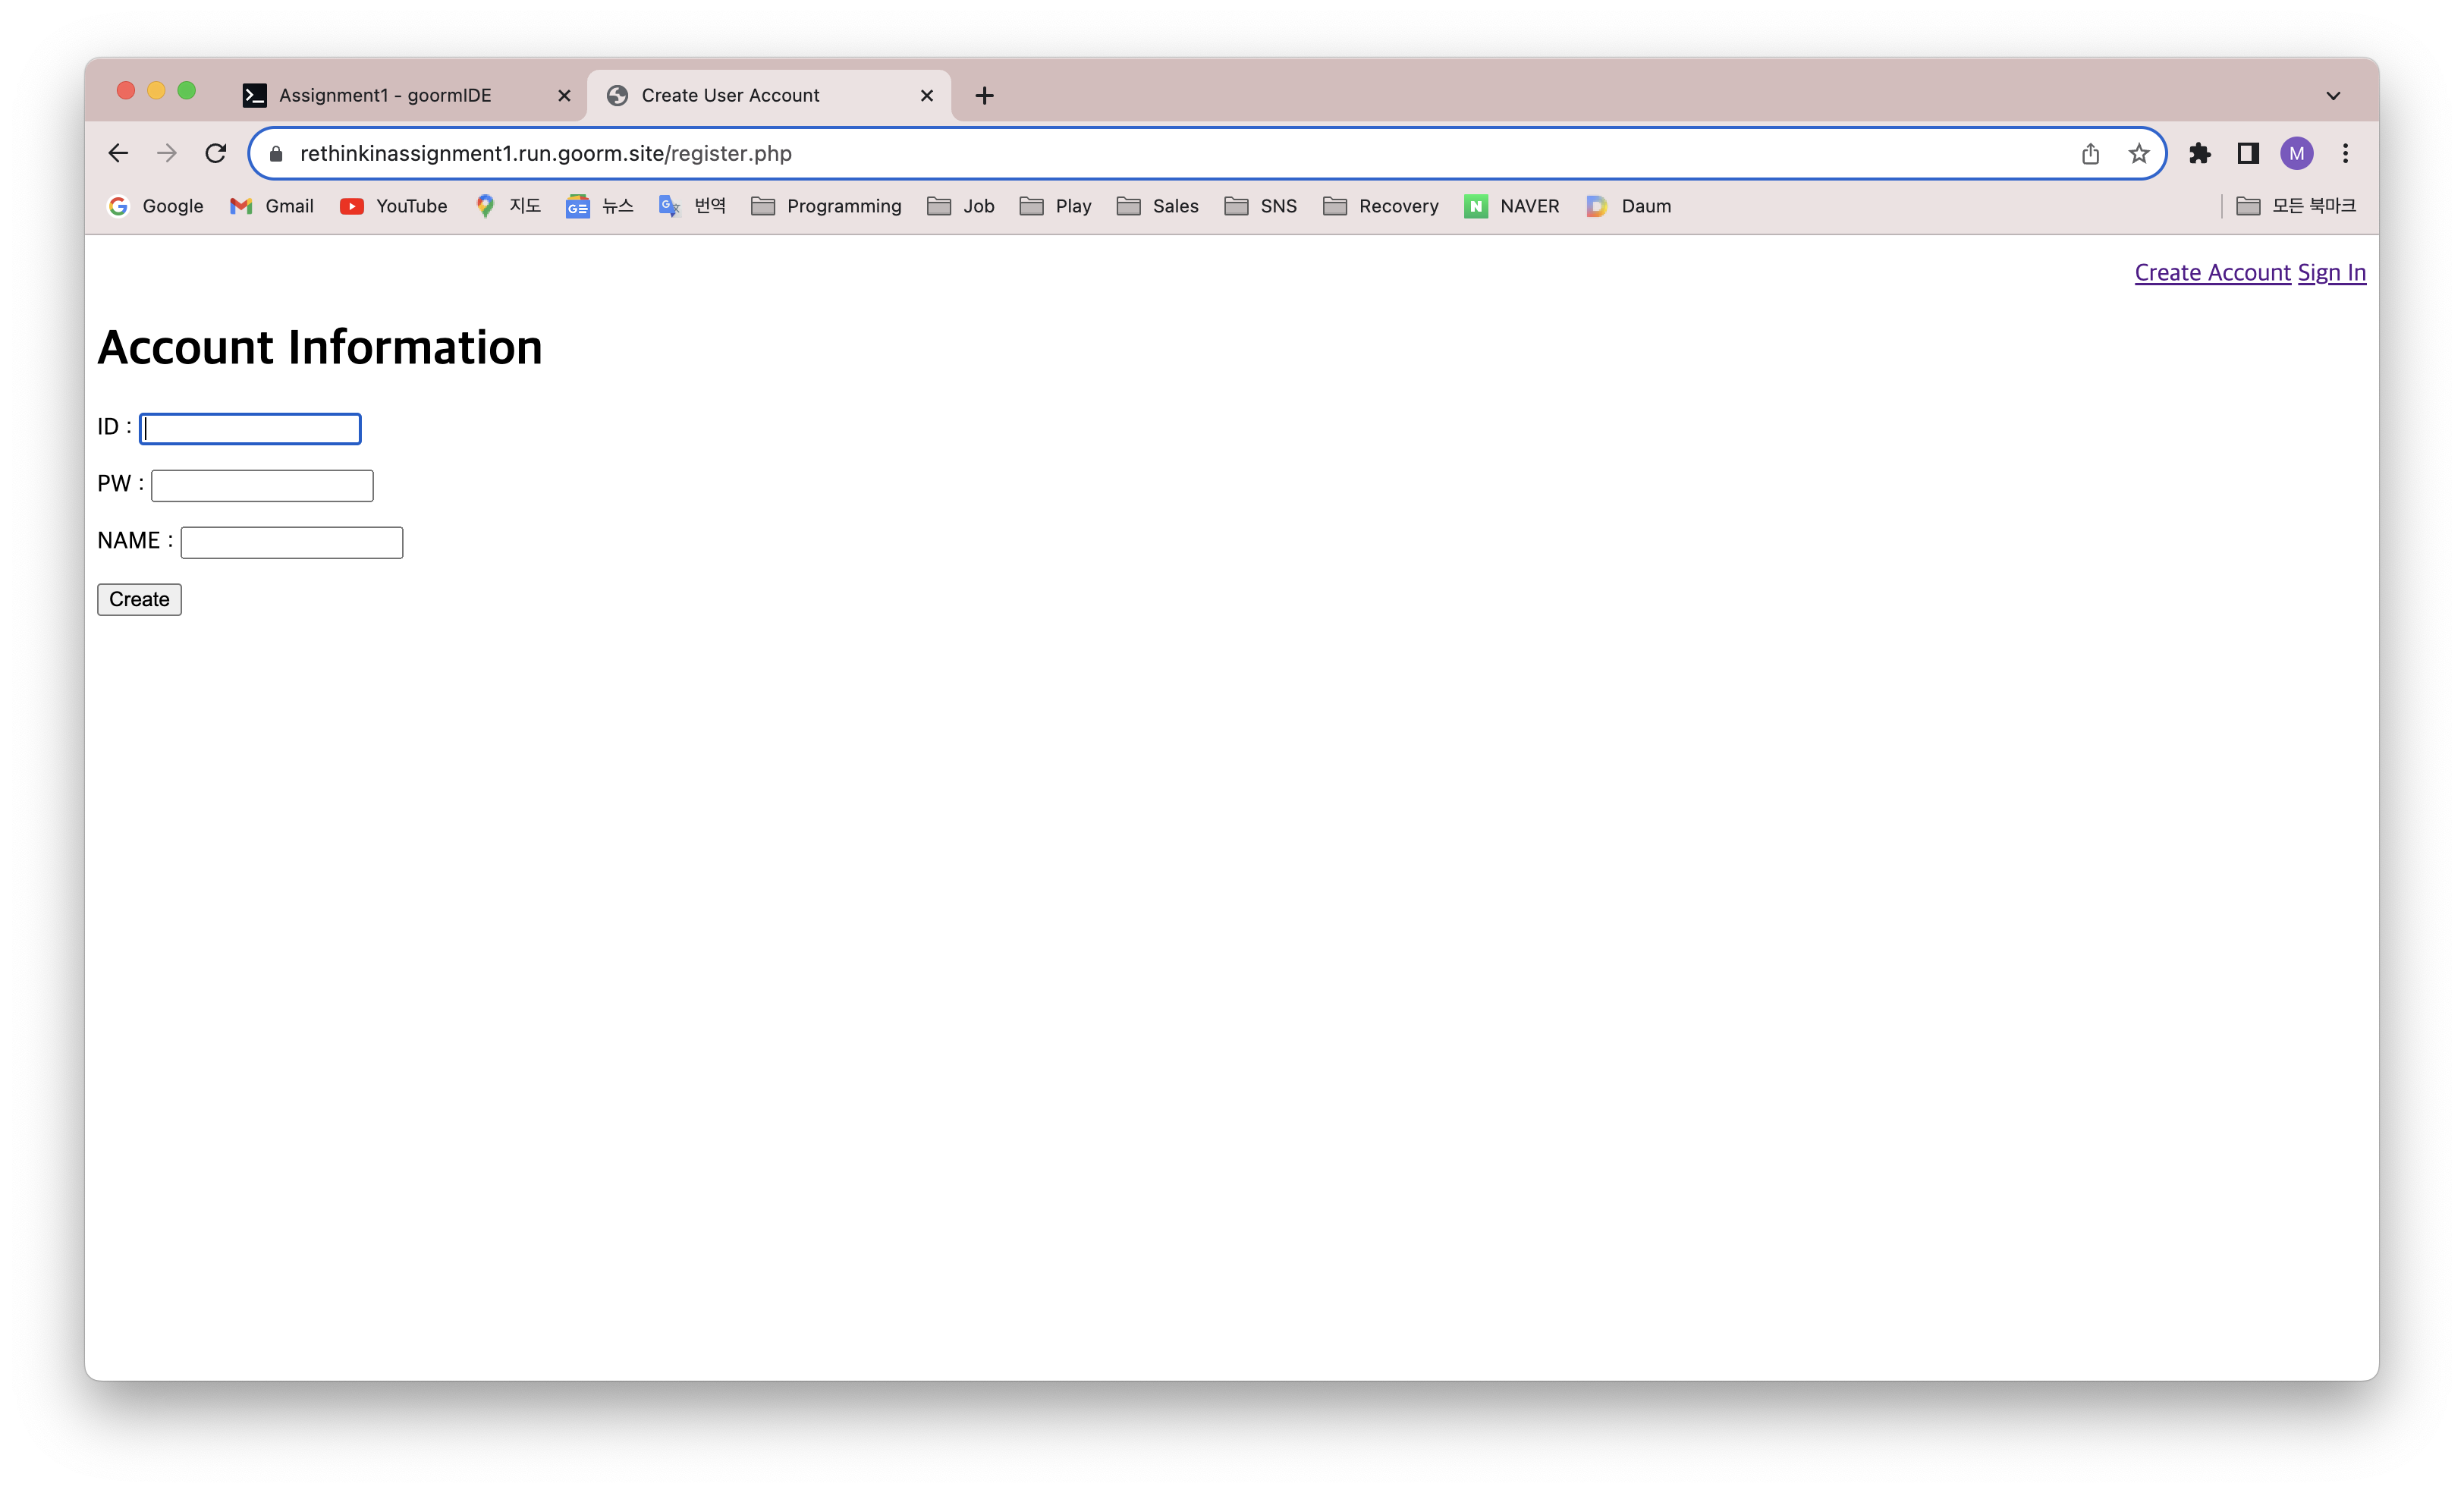 Assignment1 - goormIDE
Create User Account
rethinkinassignment1.run.goorm.site/register.php
M
Google Gmail YouTube 지도 뉴스 번역 Programming Job Play Sales SNS Recovery NAVER Daum 모든 북마크
Create Account Sign In
Account Information
ID :
PW :
NAME :
Create